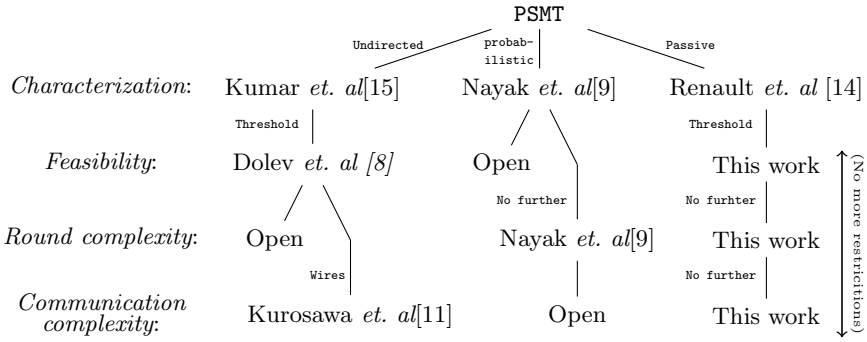 PSMT
Undirected probab- Passive
ilistic
Characterization: Kumar et. al[15] Nayak et. al[9] Renault et. al [14]
Threshold Threshold
Feasibility: Dolev et. al [8] Open This work
No further No furhter
Round complexity: Open Nayak et. al[9] This work
Wires No further
Communication
complexity: Kurosawa et. al[11] Open This work
(No more restricitions)